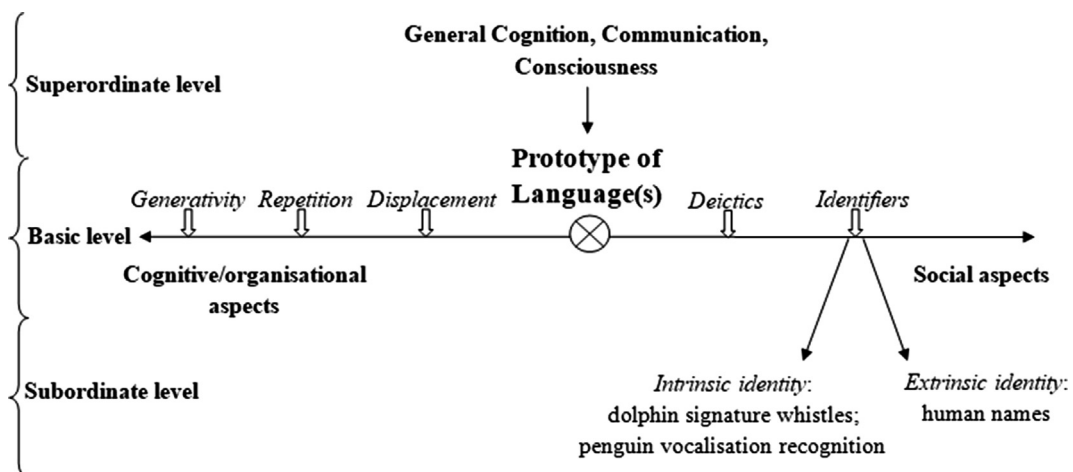 General Cognition, Communication,
Consciousness
Superordinate level
Prototype of
Language(s)
Generativity Repetition Displacement Deictics Identifiers
Basic level
Cognitive/organisational
aspects
Social aspects
Subordinate level
Intrinsic identity:
dolphin signature whistles;
penguin vocalisation recognition
Extrinsic identity:
human names